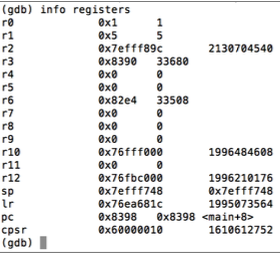 (gdb) info registers
r0 0x1 1
r1 0x5 5
r2 0x7efff89c 2130704540
r3 0x8390 33680
r4 0x0 0
r5 0x0 0
r6 0x82e4 33508
r7 0x0 0
r8 0x0 0
r9 0x0 0
r10 0x76fff000 1996484608
r11 0x0 0
r12 0x76fbc000 1996210176
sp 0x7efff748 0x7efff748
lr 0x76ea681c 1995073564
pc 0x8398 0x8398 <main+8>
cpsr 0x60000010 1610612752
(gdb)